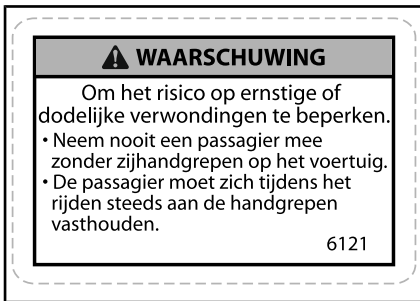 WAARSCHUWING
Om het risico op ernstige of
dodelijke verwondingen te beperken.
• Neem nooit een passagier mee
zonder zijhandgrepen op het voertuig.
• De passagier moet zich tijdens het
rijden steeds aan de handgrepen
vasthouden.
6121